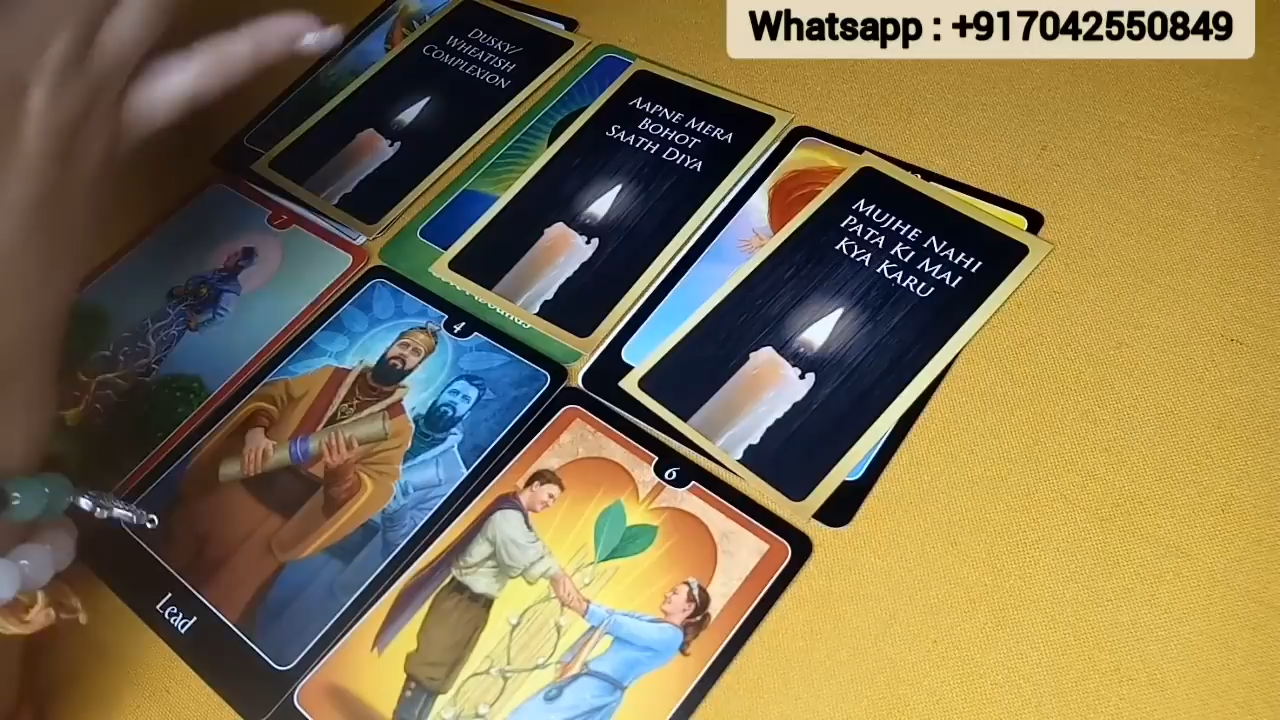 Whatsapp : +917042550849
DUSKY/
WHEATISH
COMPLEXION
AAPNE MERA
BOHOT
SAATH DIYA
MUJHE NAHI
PATA KI MAI
KYA KARU
7
4
Lead
6